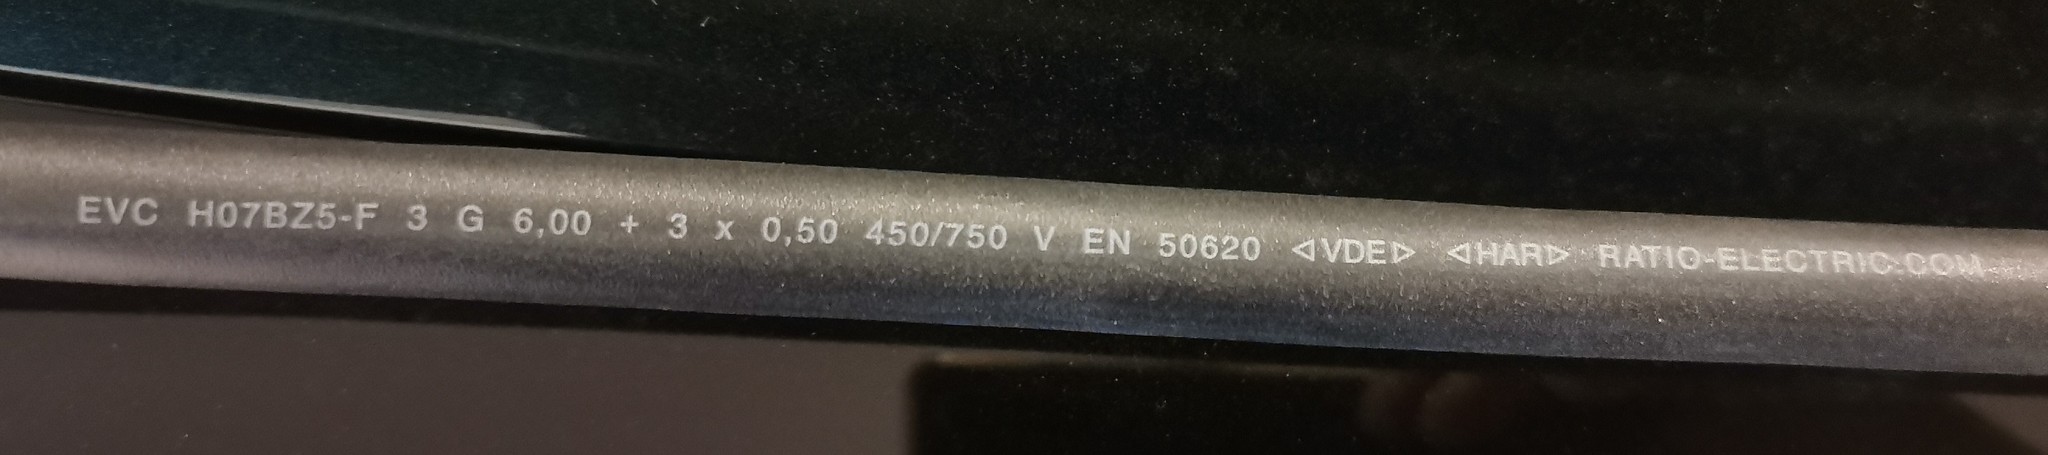 EVC H07BZ5-F 3 G 6,00 + 3 x 0,50 450/750 V EN 50620 ◁VDE▷ ◁HAR▷ RATIO-ELECTRIC.COM